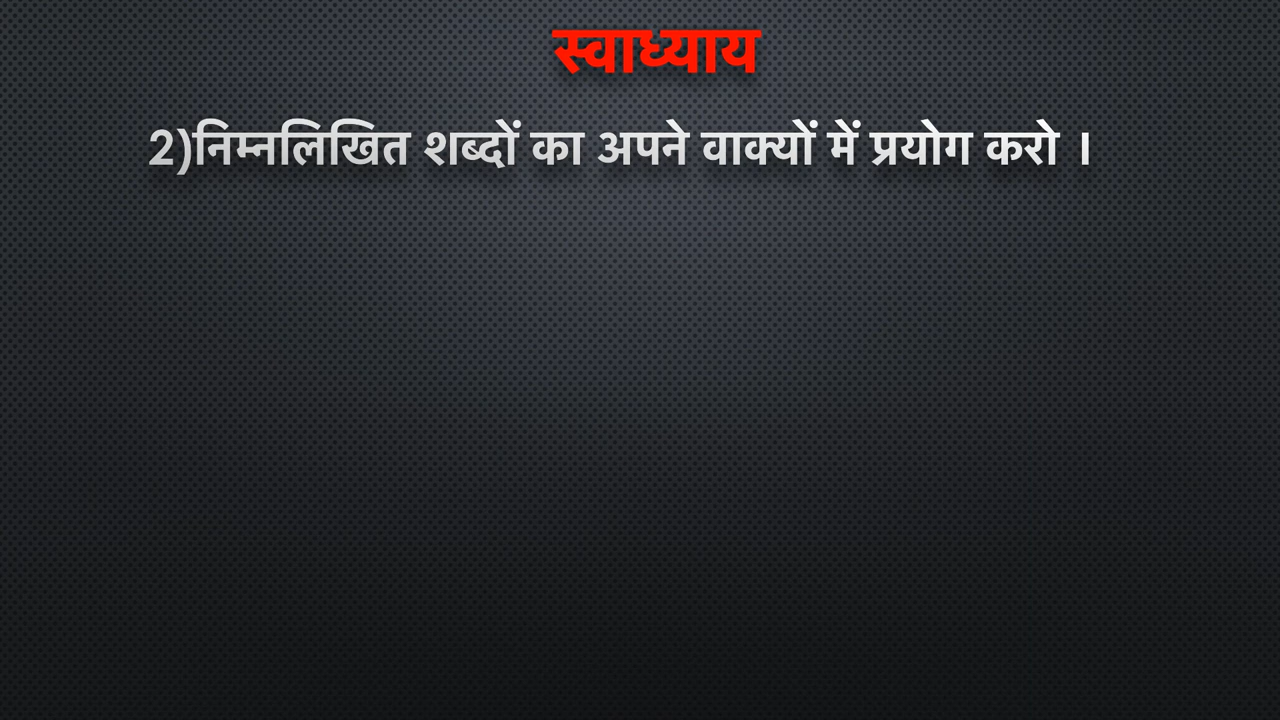 स्वाध्याय
2)निम्नलिखित शब्दों का अपने वाक्यों में प्रयोग करो ।